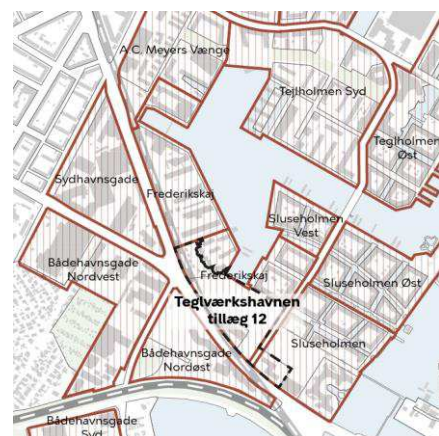 A.C. Meyers Vænge
Tejlholmen Syd
Teglholmen
Øst
Sydhavnsgade
Frederikskaj
Sluseholmen
Vest
Bådehavnsgade
Nordvest
Frederikskaj
Sluseholmen Øst
Teglværkshavnen
tillæg 12
Sluseholmen
Bådehavnsgade
Nordøst
Bådehavnsgade
Syd